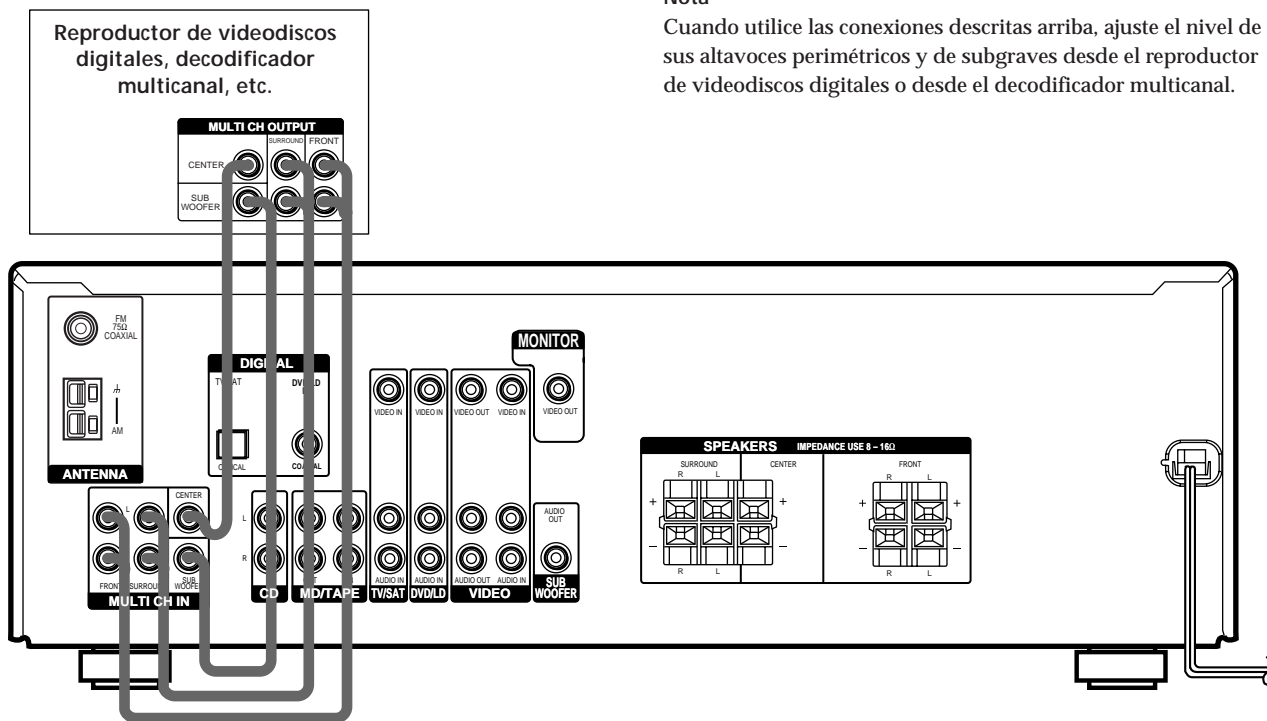 Nota
Cuando utilice las conexiones descritas arriba, ajuste el nivel de
sus altavoces perimétricos y de subgraves desde el reproductor
de videodiscos digitales o desde el decodificador multicanal.
Reproductor de videodiscos
digitales, decodificador
multicanal, etc.
MULTI CH OUTPUT
SURROUND FRONT
CENTER
SUB
WOOFER
FM
75Ω
COAXIAL
AM
ANTENNA
DIGITAL
COAXIAL
MONITOR
VIDEO IN
VIDEO IN
VIDEO OUT
VIDEO IN
VIDEO OUT
CENTER
L
FRONT
SUB
WOOFER
MULTI CH IN
L
R
CD
MD/TAPE
AUDIO IN
TV/SAT
AUDIO IN
DVD/LD
AUDIO OUT
AUDIO IN
VIDEO
AUDIO
OUT
SUB
WOOFER
SPEAKERS IMPEDANCE USE 8 – 16Ω
SURROUND
CENTER
FRONT
R L
R L
+ +
+ +
– –
– –
R L
R L